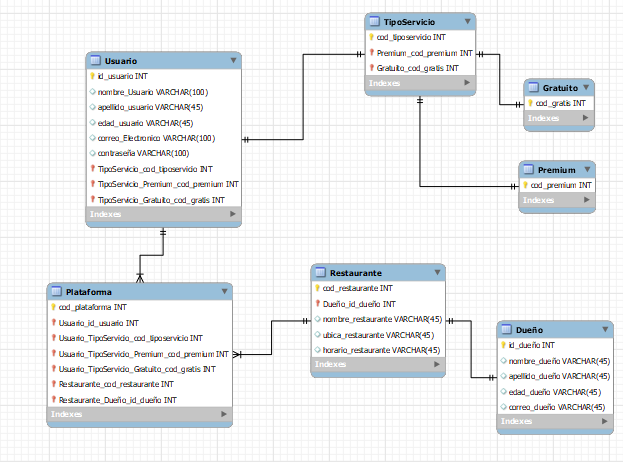 TipoServicio
cod_tiposervicio INT
Premium_cod_premium INT
Gratuito_cod_gratis INT
Indexes
Usuario
id_usuario INT
nombre_Usuario VARCHAR(100)
apellido_usuario VARCHAR(45)
edad_usuario VARCHAR(45)
correo_Electronico VARCHAR(100)
contraseña VARCHAR(100)
TipoServicio_cod_tiposervicio INT
TipoServicio_Premium_cod_premium INT
TipoServicio_Gratuito_cod_gratis INT
Indexes
Gratuito
cod_gratis INT
Indexes
Premium
cod_premium INT
Indexes
Plataforma
cod_plataforma INT
Usuario_id_usuario INT
Usuario_TipoServicio_cod_tiposervicio INT
Usuario_TipoServicio_Premium_cod_premium INT
Usuario_TipoServicio_Gratuito_cod_gratis INT
Restaurante_cod_restaurante INT
Restaurante_Dueño_id_dueño INT
Indexes
Restaurante
cod_restaurante INT
Dueño_id_dueño INT
nombre_restaurante VARCHAR(45)
ubica_restaurante VARCHAR(45)
horario_restaurante VARCHAR(45)
Indexes
Dueño
id_dueño INT
nombre_dueño VARCHAR(45)
apellido_dueño VARCHAR(45)
edad_dueño VARCHAR(45)
correo_dueño VARCHAR(45)
Indexes